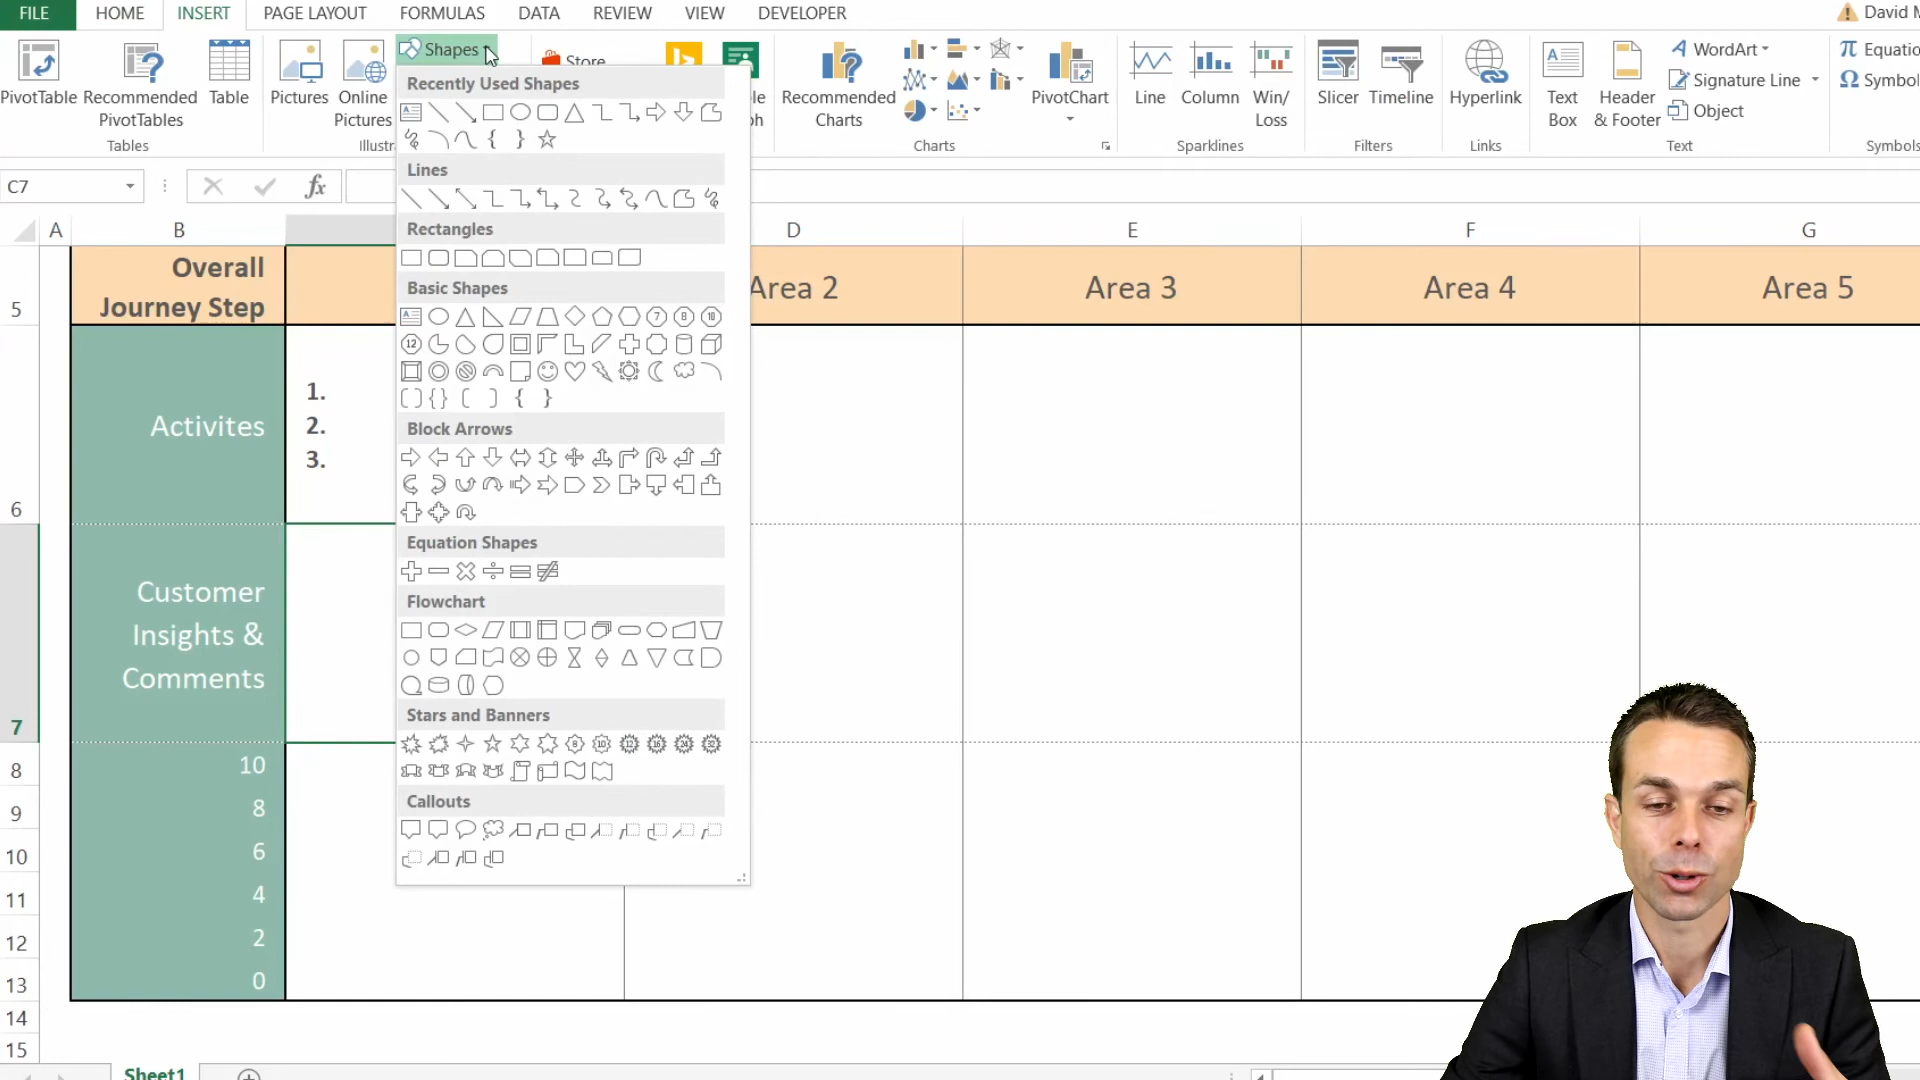 FILE HOME INSERT PAGE LAYOUT FORMULAS DATA REVIEW VIEW DEVELOPER David M
PivotTable
Recommended
PivotTables
Table
Tables
Pictures
Online
Pictures
Illustr
Shapes
Store
Recommended
Charts
PivotChart
Charts
Line
Column
Win/
Loss
Sparklines
Slicer
Timeline
Filters
Hyperlink
Links
Text
Box
Header
& Footer
WordArt
Signature Line
Object
Text
π Equatio
Ω Symbol
Symbols
Recently Used Shapes
Lines
Rectangles
Basic Shapes
Block Arrows
Equation Shapes
Flowchart
Stars and Banners
Callouts
C7
fx
A B D E F G
5
Overall
Journey Step
Area 2
Area 3
Area 4
Area 5
6
Activites
1.
2.
3.
7
Customer
Insights &
Comments
8 10
9 8
10 6
11 4
12 2
13 0
14
15
Sheet1